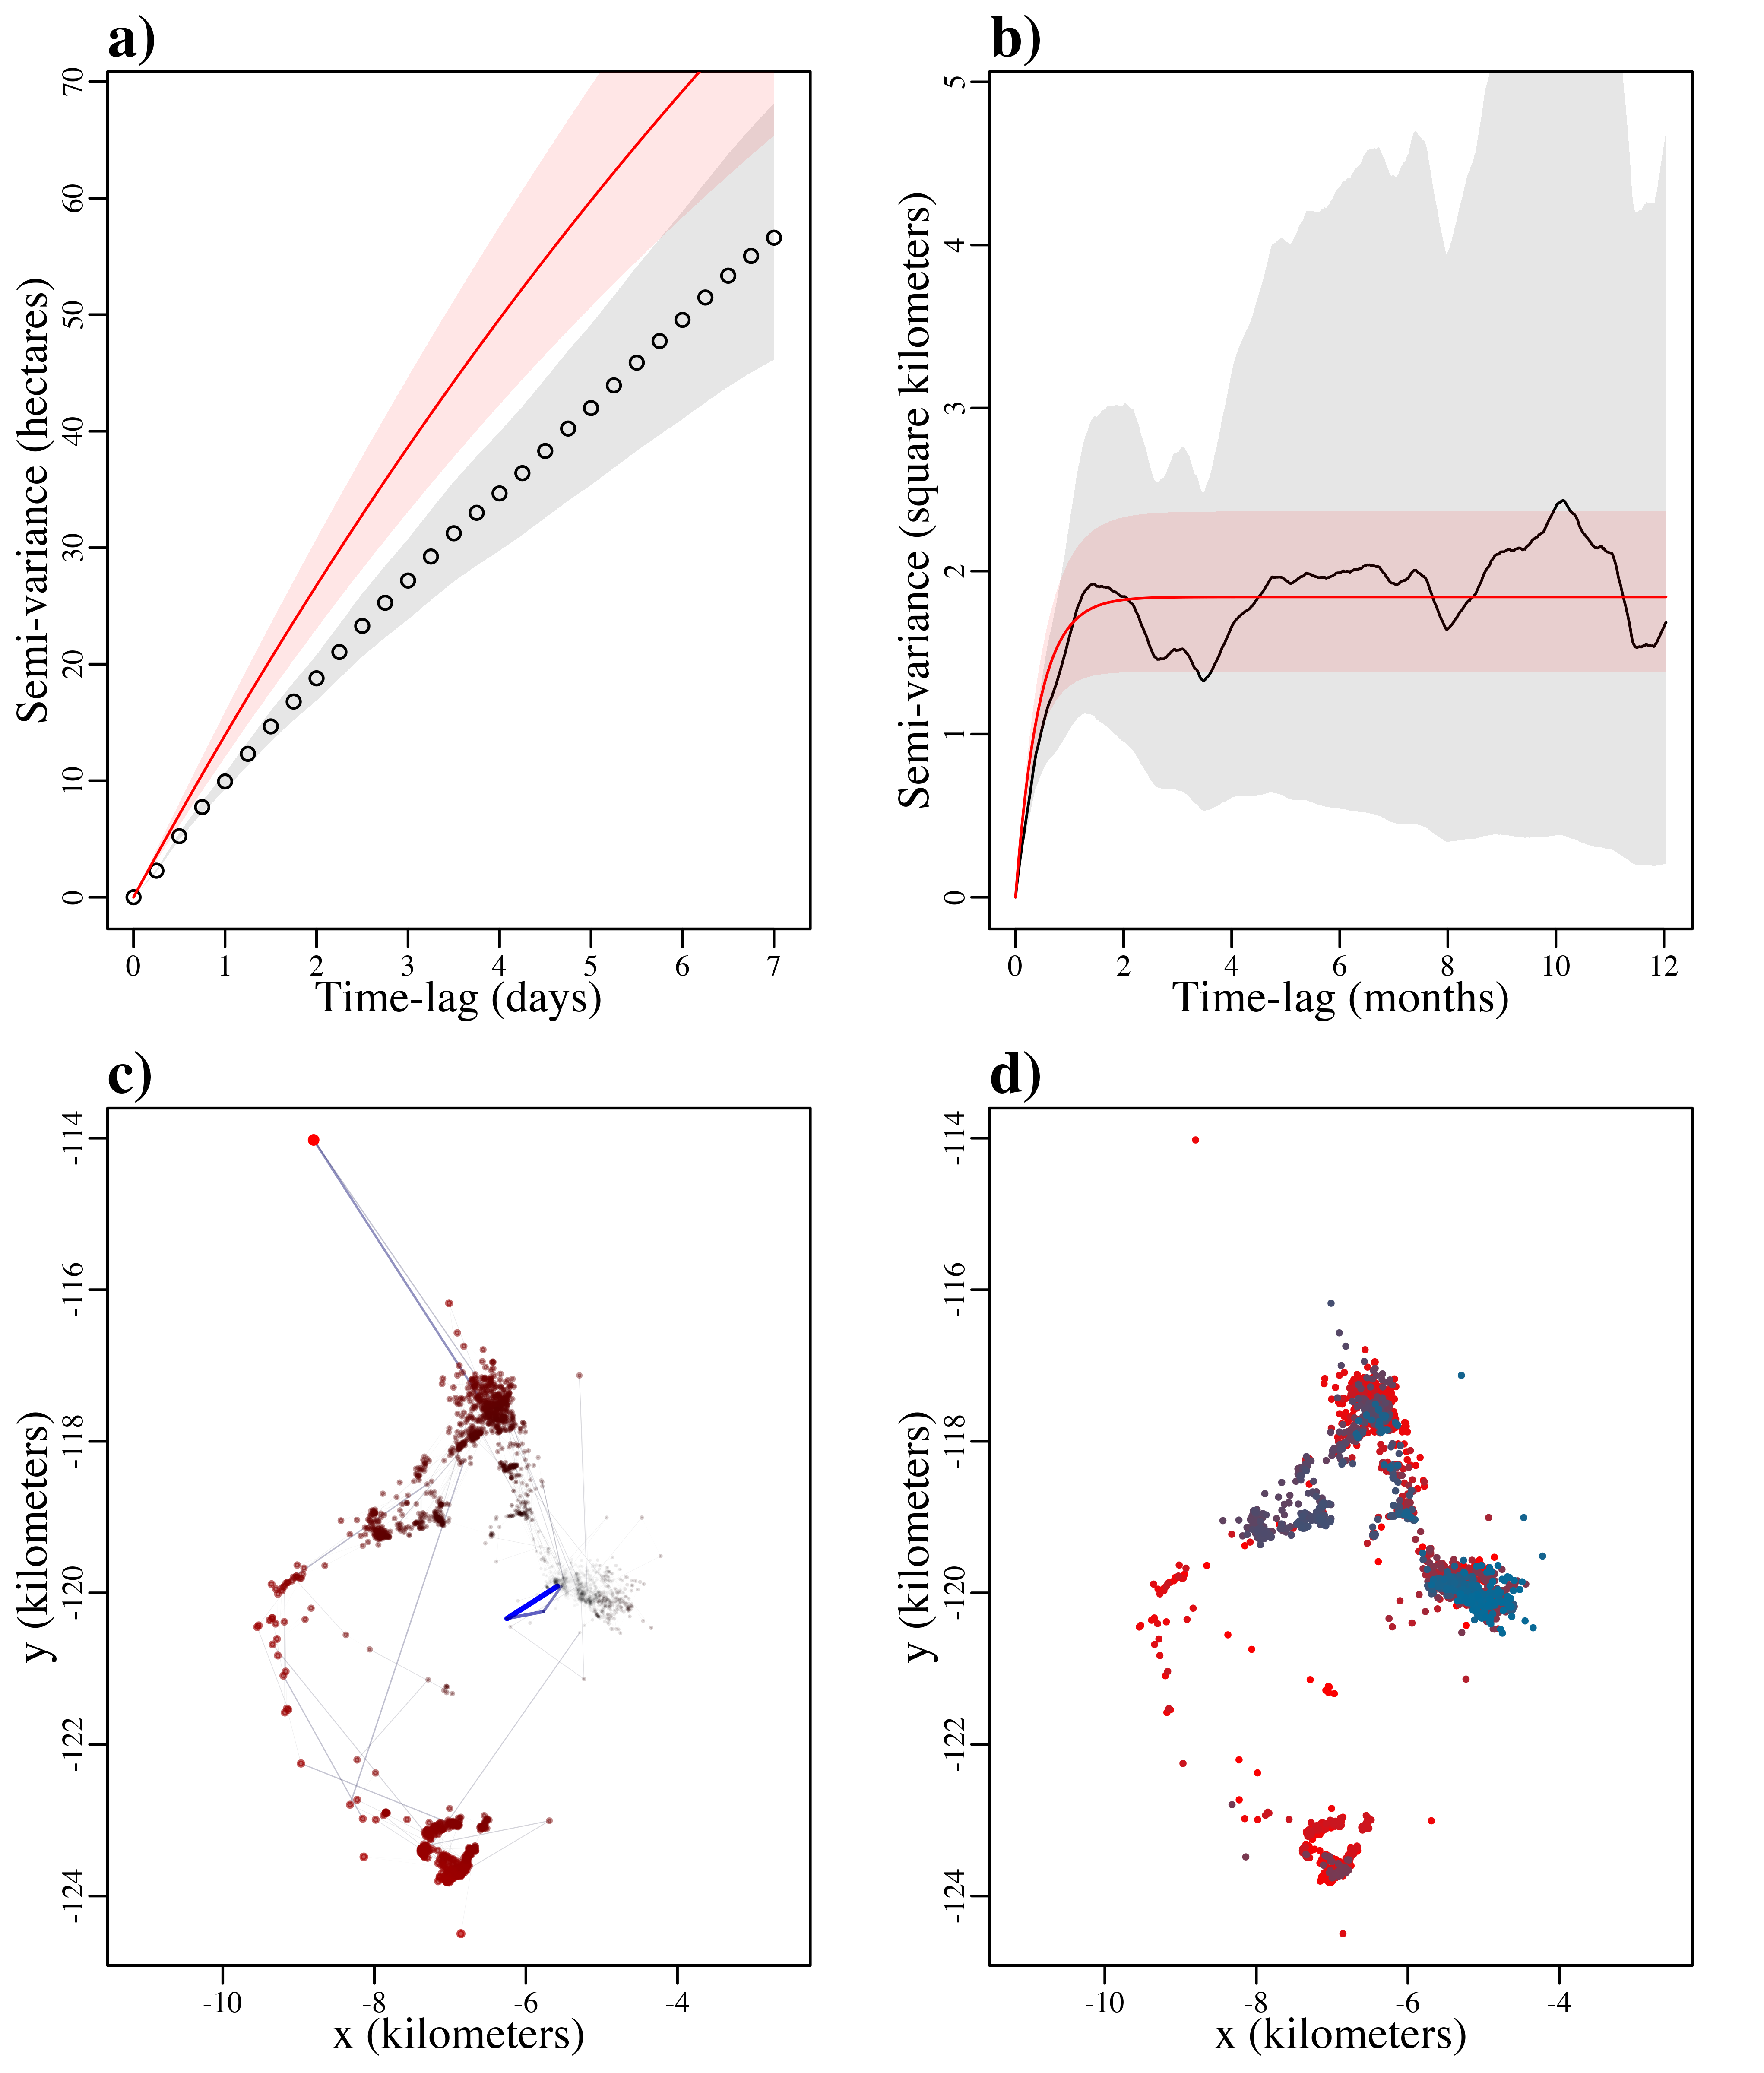 a)
Semi-variance (hectares)
70
60
50
40
30
20
10
0
0 1 2 3 4 5 6 7
Time-lag (days)
b)
Semi-variance (square kilometers)
5
4
3
2
1
0
0 2 4 6 8 10 12
Time-lag (months)
c)
y (kilometers)
-114
-116
-118
-120
-122
-124
-10 -8 -6 -4
x (kilometers)
d)
y (kilometers)
-114
-116
-118
-120
-122
-124
-10 -8 -6 -4
x (kilometers)